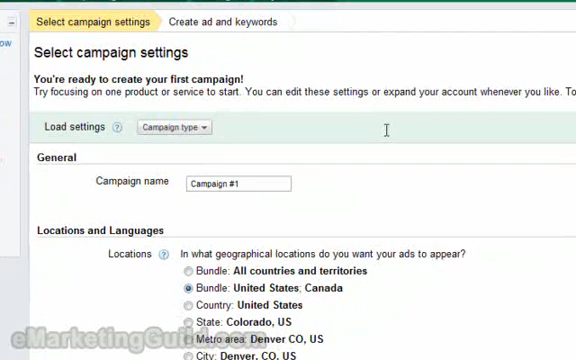 Select campaign settings
Create ad and keywords
Select campaign settings
You're ready to create your first campaign!
Try focusing on one product or service to start. You can edit these settings or expand your account whenever you like. To
Load settings ? Campaign type
General
Campaign name Campaign #1
Locations and Languages
Locations ? In what geographical locations do you want your ads to appear?
Bundle: All countries and territories
Bundle: United States; Canada
Country: United States
State: Colorado, US
Metro area: Denver CO, US
City: Denver, CO, US
eMarketingGuild.com